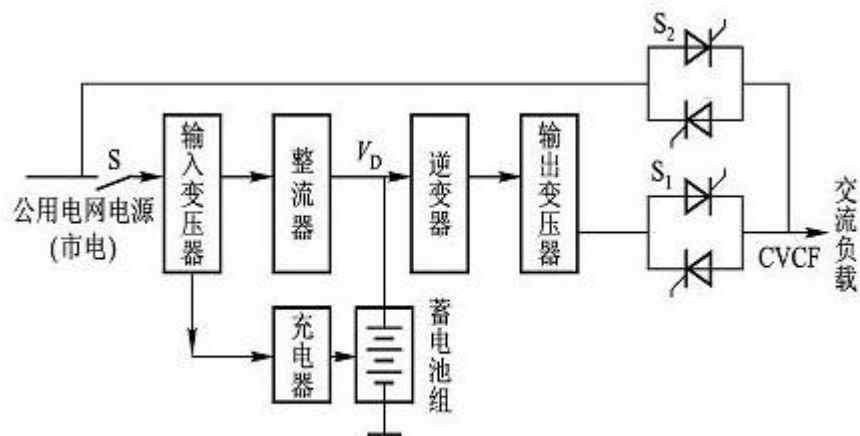 S₂
S
输入变压器
整流器
V_D
逆变器
输出变压器
S₁
交流负载
公用电网电源
(市电)
CVCF
充电器
蓄电池组